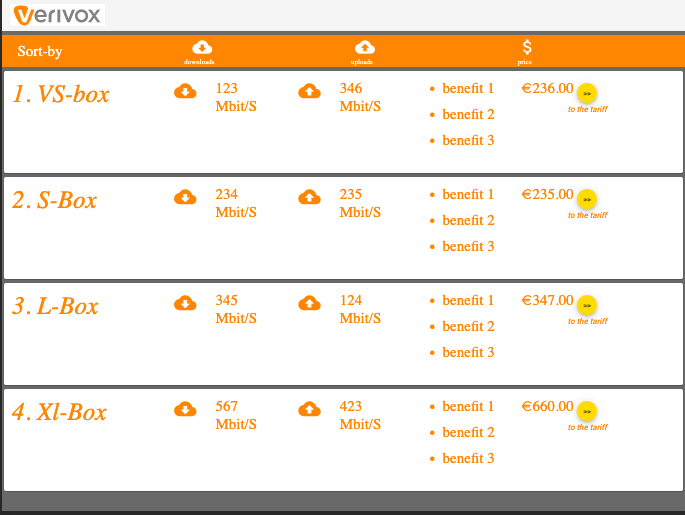 verivox
Sort-by
downloads
uploads
$
price
1. VS-box
123
Mbit/S
346
Mbit/S
benefit 1
benefit 2
benefit 3
€236.00
>>
to the tariff
2. S-Box
234
Mbit/S
235
Mbit/S
benefit 1
benefit 2
benefit 3
€235.00
>>
to the tariff
3. L-Box
345
Mbit/S
124
Mbit/S
benefit 1
benefit 2
benefit 3
€347.00
>>
to the tariff
4. Xl-Box
567
Mbit/S
423
Mbit/S
benefit 1
benefit 2
benefit 3
€660.00
>>
to the tariff